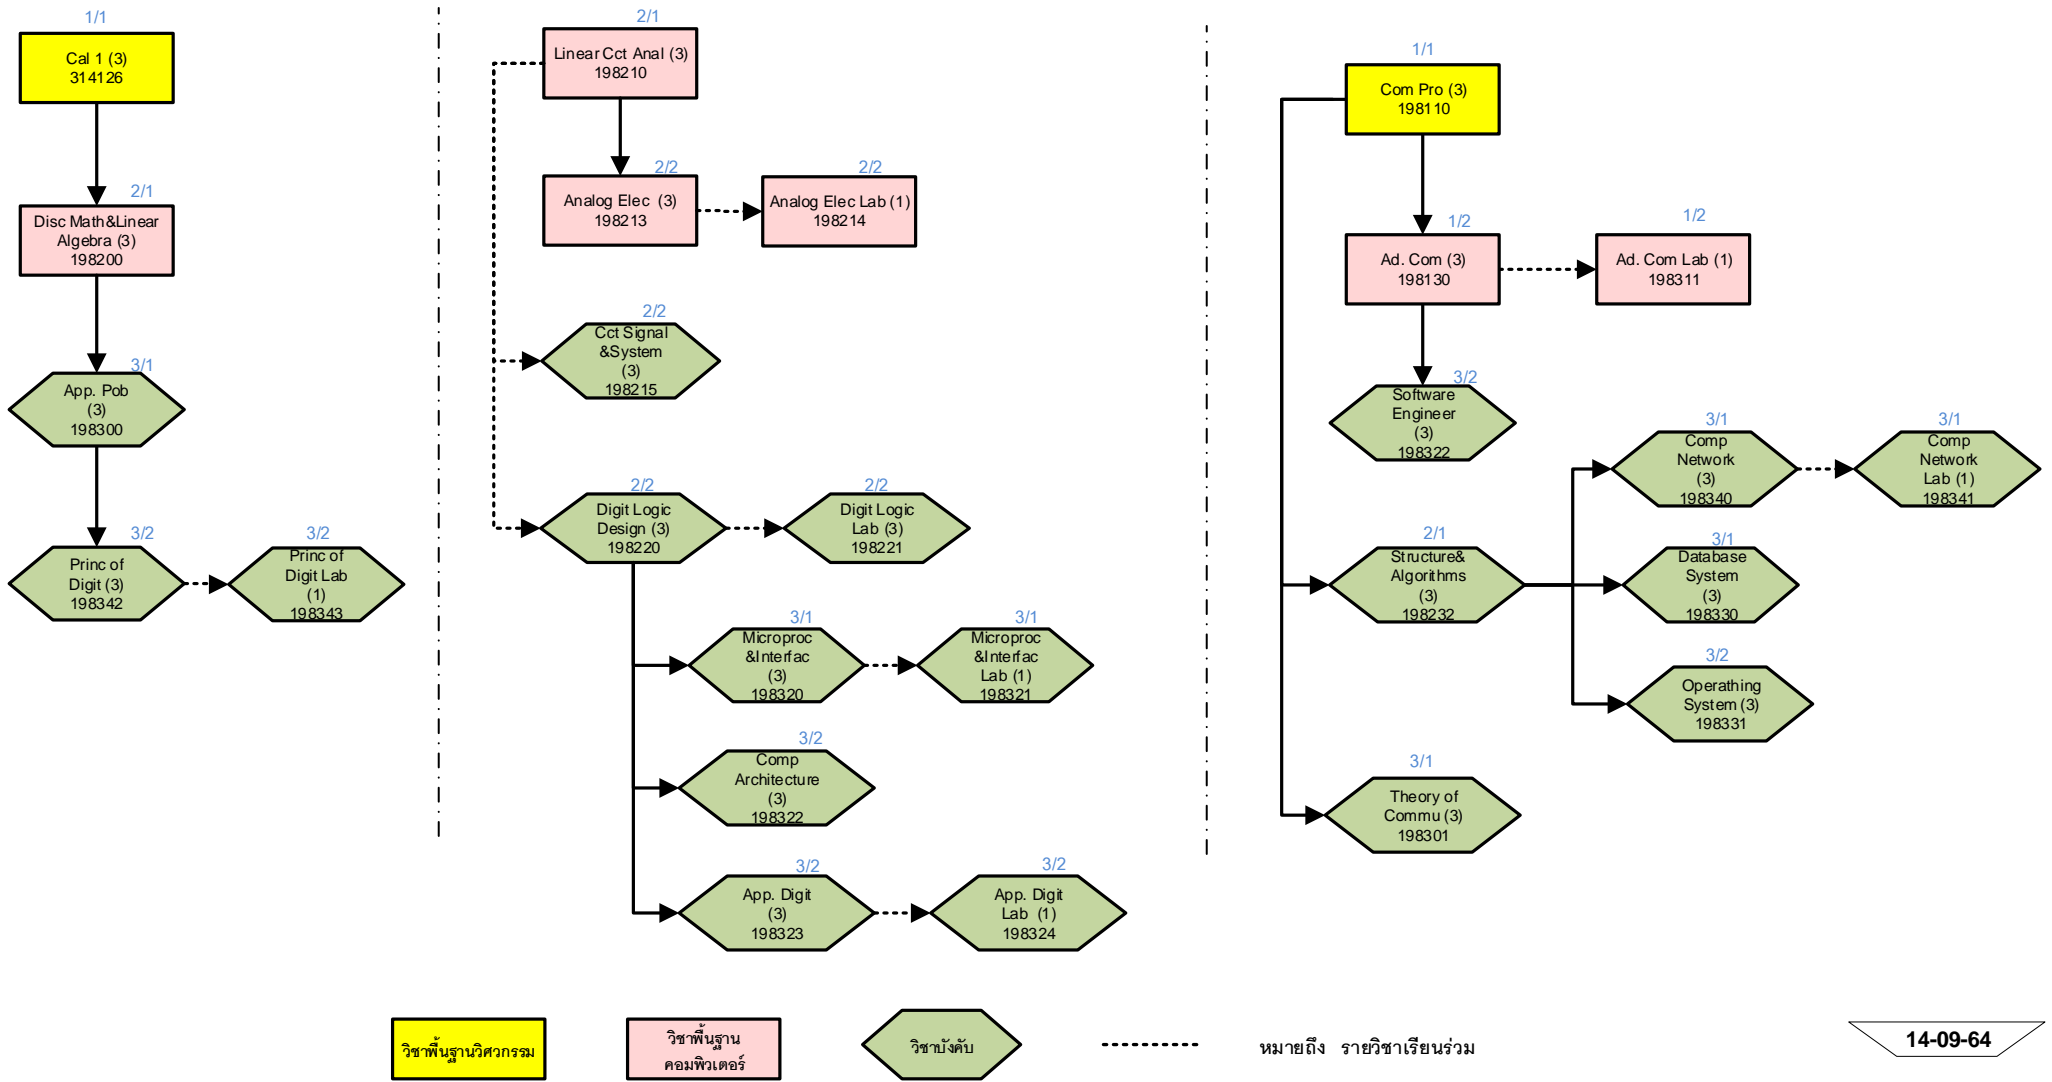 1/1
Cal 1 (3)
314126
2/1
Disc Math&Linear
Algebra (3)
198200
3/1
App. Pob
(3)
198300
3/2
Princ of
Digit (3)
198342
3/2
Princ of
Digit Lab
(1)
198343
2/1
Linear Cct Anal (3)
198210
2/2
Analog Elec (3)
198213
2/2
Analog Elec Lab (1)
198214
2/2
Cct Signal
&System
(3)
198215
2/2
Digit Logic
Design (3)
198220
2/2
Digit Logic
Lab (3)
198221
3/1
Microproc
&Interfac
(3)
198320
3/1
Microproc
&Interfac
Lab (1)
198321
3/2
Comp
Architecture
(3)
198322
3/2
App. Digit
(3)
198323
3/2
App. Digit
Lab (1)
198324
1/1
Com Pro (3)
198110
1/2
Ad. Com (3)
198130
1/2
Ad. Com Lab (1)
198311
3/2
Software
Engineer
(3)
198322
3/1
Comp
Network
(3)
198340
3/1
Comp
Network
Lab (1)
198341
2/1
Structure&
Algorithms
(3)
198232
3/1
Database
System
(3)
198330
3/2
Operathing
System (3)
198331
3/1
Theory of
Commu (3)
198301
วิชาพื้นฐานวิศวกรรม
วิชาพื้นฐาน
คอมพิวเตอร์
วิชาบังคับ
หมายถึง รายวิชาเรียนร่วม
14-09-64